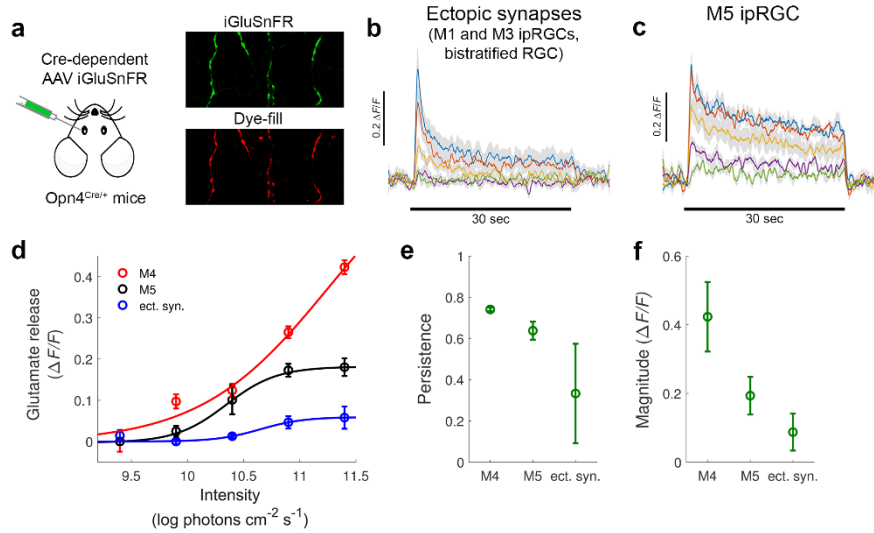 a
Cre-dependent
AAV iGluSnFR
Opn4Cre/+ mice
iGluSnFR
Dye-fill
b
Ectopic synapses
(M1 and M3 ipRGCs,
bistratified RGC)
0.2 ΔF/F
30 sec
c
M5 ipRGC
0.2 ΔF/F
30 sec
d
M4
M5
ect. syn.
Glutamate release
(ΔF/F)
0.4
0.3
0.2
0.1
0
9.5 10 10.5 11 11.5
Intensity
(log photons cm-2 s-1)
e
Persistence
1
0.8
0.6
0.4
0.2
0
M4 M5 ect. syn.
f
Magnitude (ΔF/F)
0.6
0.4
0.2
0
M4 M5 ect. syn.